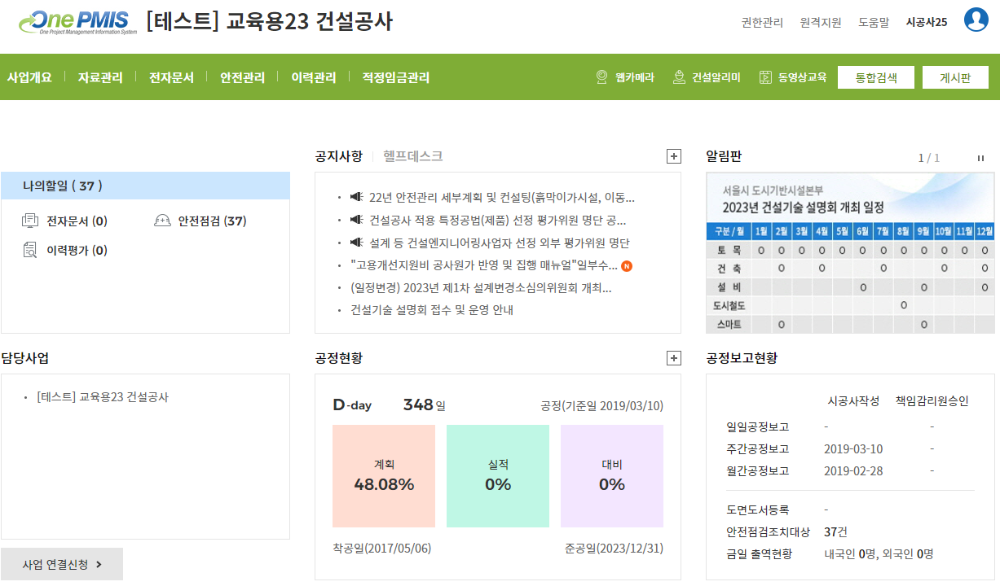 One PMIS
One Project Management Information System
[테스트] 교육용23 건설공사
권한관리 원격지원 도움말 시공사25
사업개요 자료관리 전자문서 안전관리 이력관리 적정임금관리
웹카메라 건설알리미 동영상교육 통합검색 게시판
나의할일 ( 37 )
전자문서 (0) 안전점검 (37)
이력평가 (0)
공지사항 헬프데스크
22년 안전관리 세부계획 및 컨설팅(흙막이가시설, 이동...
건설공사 적용 특정공법(제품) 선정 평가위원 명단 공...
설계 등 건설엔지니어링사업자 선정 외부 평가위원 명단
"고용개선지원비 공사원가 반영 및 집행 매뉴얼"일부수... N
(일정변경) 2023년 제1차 설계변경소심의위원회 개최...
건설기술 설명회 접수 및 운영 안내
알림판 1 / 1
서울시 도시기반시설본부
2023년 건설기술 설명회 개최 일정
구분 / 월 1월 2월 3월 4월 5월 6월 7월 8월 9월 10월 11월 12월
토 목 O O O O O O O O O O O O
건 축 O O O O O
설 비 O O O
도시철도 O
스마트 O O
담당사업
[테스트] 교육용23 건설공사
사업 연결신청 >
공정현황
D-day 348 일 공정(기준일 2019/03/10)
계획 실적 대비
48.08% 0% 0%
착공일(2017/05/06) 준공일(2023/12/31)
공정보고현황
시공사작성 책임감리원승인
일일공정보고 - -
주간공정보고 2019-03-10 -
월간공정보고 2019-02-28 -
도면도서등록 -
안전점검조치대상 37건
금일 출역현황 내국인 0명, 외국인 0명